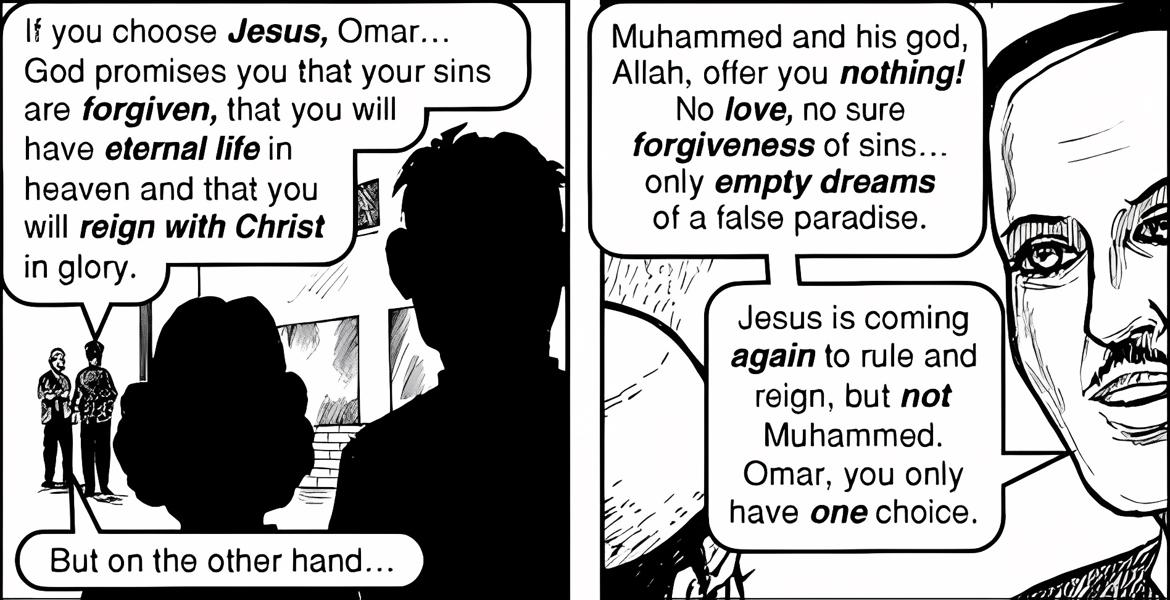 If you choose Jesus, Omar...
God promises you that your sins
are forgiven, that you will
have eternal life in
heaven and that you
will reign with Christ
in glory.
But on the other hand...
Muhammed and his god,
Allah, offer you nothing!
No love, no sure
forgiveness of sins...
only empty dreams
of a false paradise.
Jesus is coming
again to rule and
reign, but not
Muhammed.
Omar, you only
have one choice.